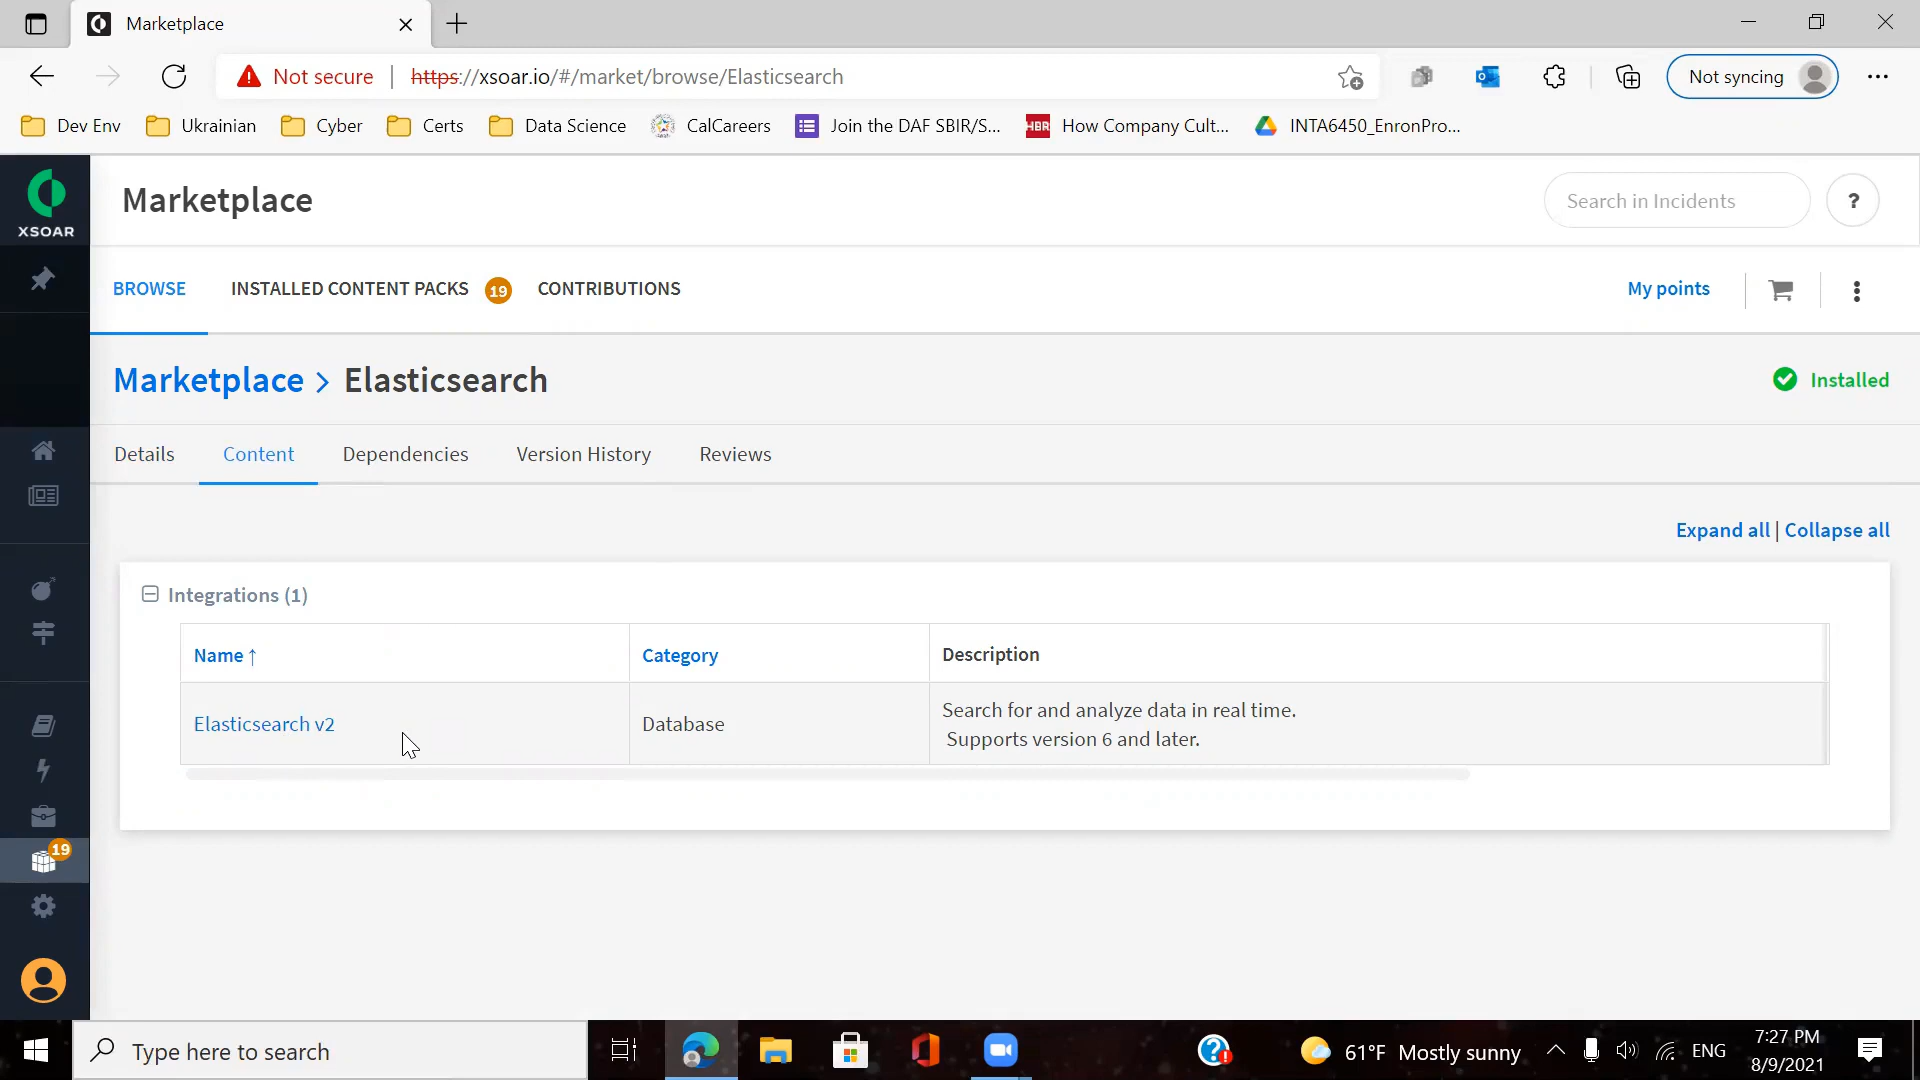 Marketplace
Not secure
https://xsoar.io/#/market/browse/Elasticsearch
Not syncing
Dev Env
Ukrainian
Cyber
Certs
Data Science
CalCareers
Join the DAF SBIR/S...
HBR
How Company Cult...
INTA6450_EnronPro...
XSOAR
Marketplace
Search in Incidents
?
BROWSE
INSTALLED CONTENT PACKS 19
CONTRIBUTIONS
My points
Marketplace > Elasticsearch
Installed
Details
Content
Dependencies
Version History
Reviews
Expand all | Collapse all
Integrations (1)
Name ↑
Category
Description
Elasticsearch v2
Database
Search for and analyze data in real time.
Supports version 6 and later.
19
Type here to search
61°F Mostly sunny
ENG
7:27 PM
8/9/2021